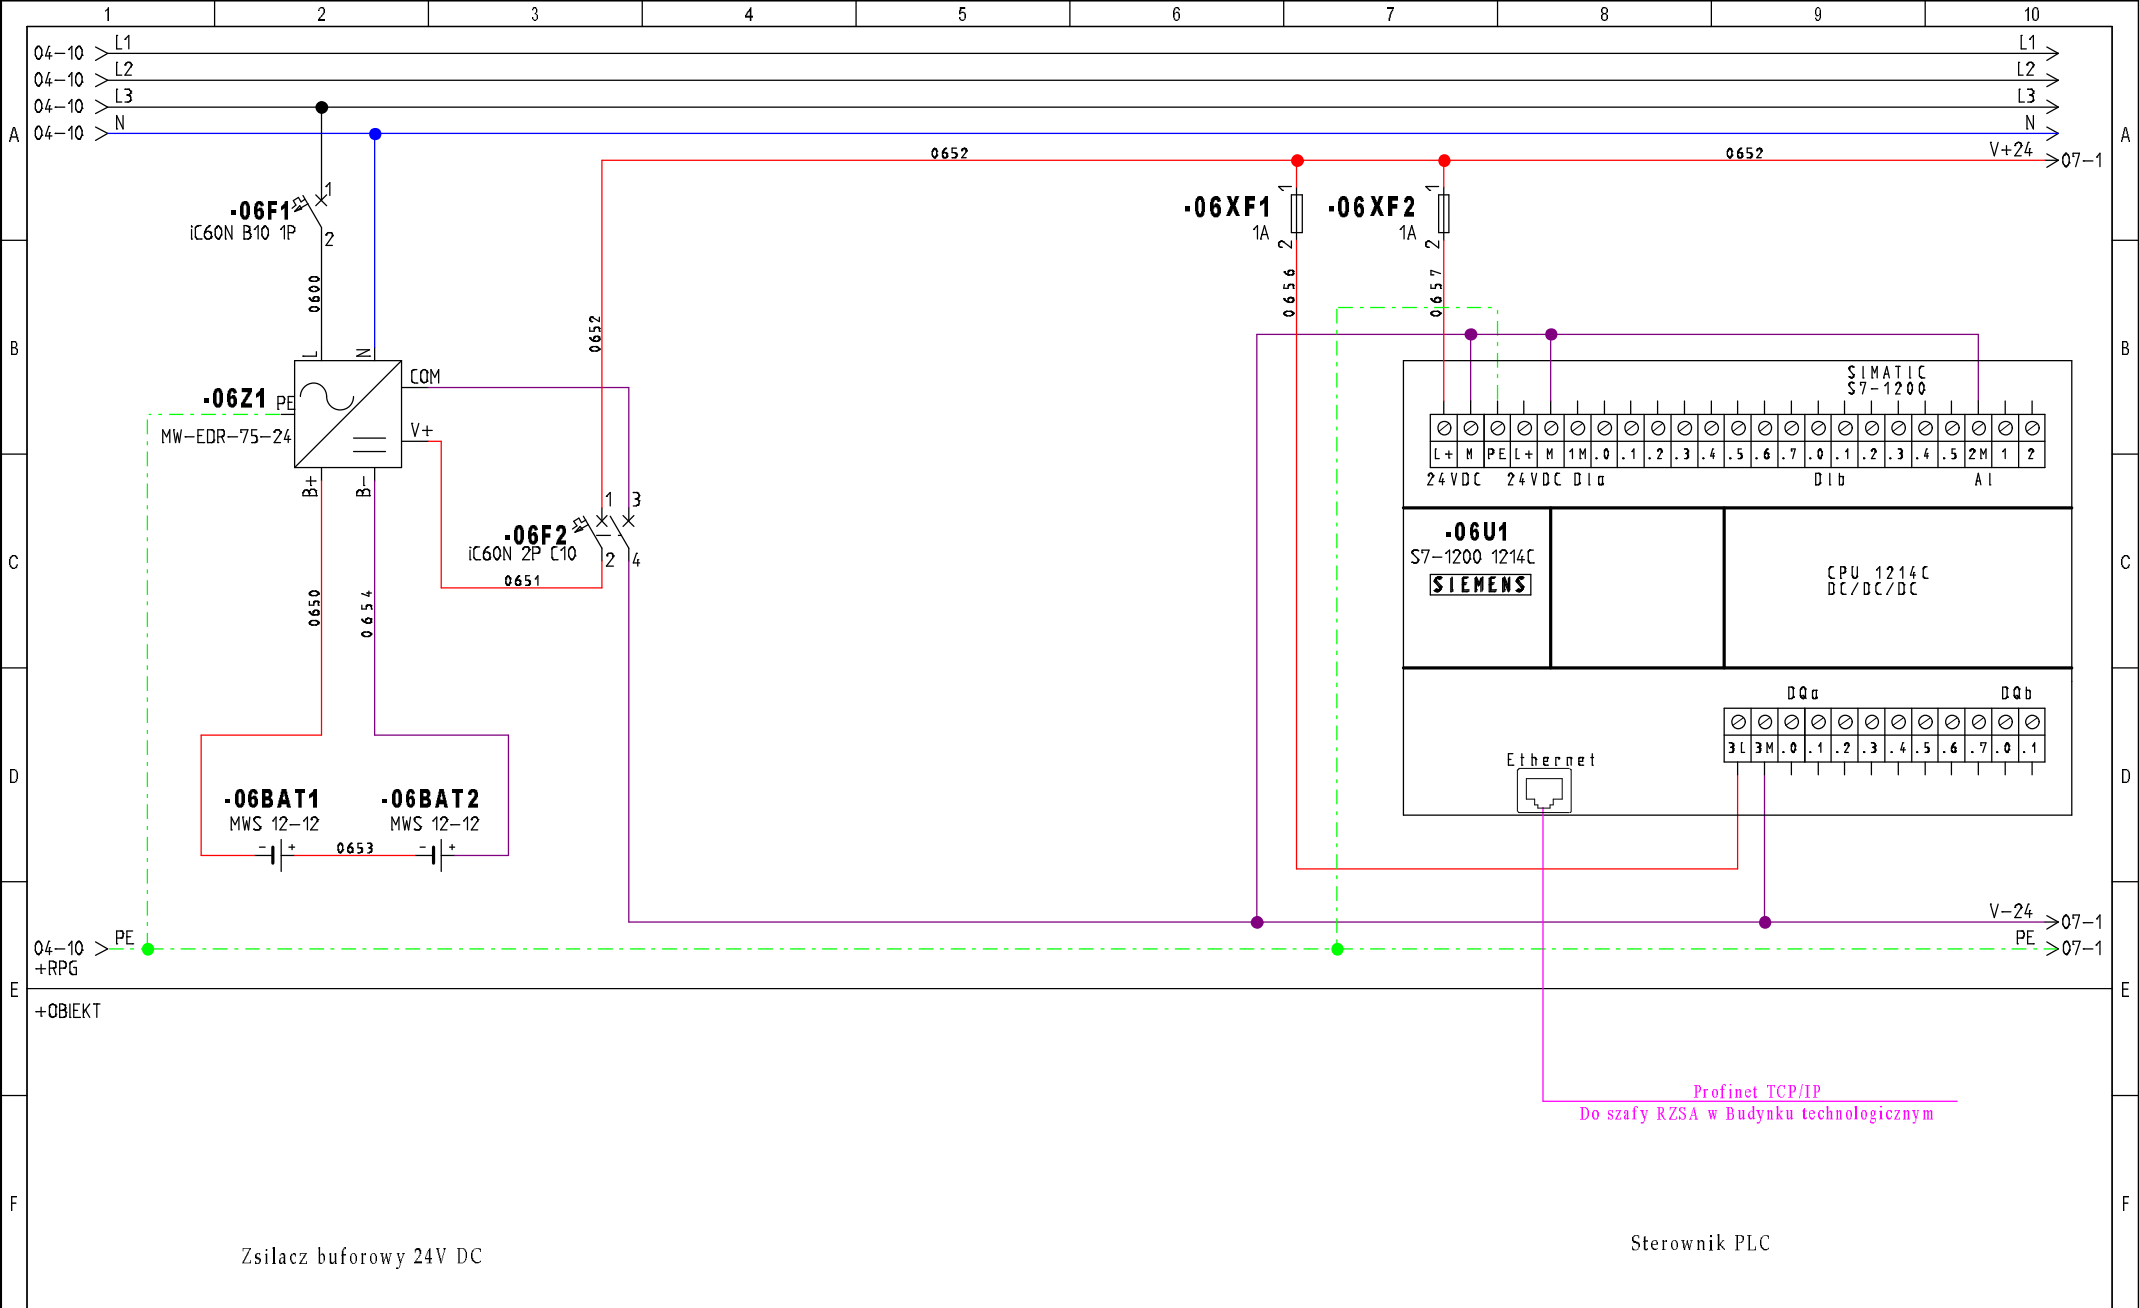 1 2 3 4 5 6 7 8 9 10
04-10 L1 L1
04-10 L2 L2
04-10 L3 L3
A 04-10 N N A
0652 0652 V+24 07-1
1 1 1
-06F1 -06XF1 -06XF2
iC60N B10 1P 1A 1A
2 2 2
0600 0656 0657
0652
B B
L N
COM
SIMATIC
S7-1200
-06Z1 PE
MW-EDR-75-24 V+
L+ M PE L+ M 1M .0 .1 .2 .3 .4 .5 .6 .7 .0 .1 .2 .3 .4 .5 2M 1 2
24VDC 24VDC DIa DIb AI
B+ B-
1 3
-06F2 -06U1
iC60N 2P C10 S7-1200 1214C
2 4
C C
0651 SIEMENS
CPU 1214C
DC/DC/DC
0650 0654
DQa DQb
3L 3M .0 .1 .2 .3 .4 .5 .6 .7 .0 .1
Ethernet
D D
-06BAT1 -06BAT2
MWS 12-12 MWS 12-12
- + 0653 - +
V-24 07-1
04-10 PE PE 07-1
+RPG
E E
+OBIEKT
Profinet TCP/IP
Do szafy RZSA w Budynku technologicznym
F F
Zsilacz buforowy 24V DC
Sterownik PLC